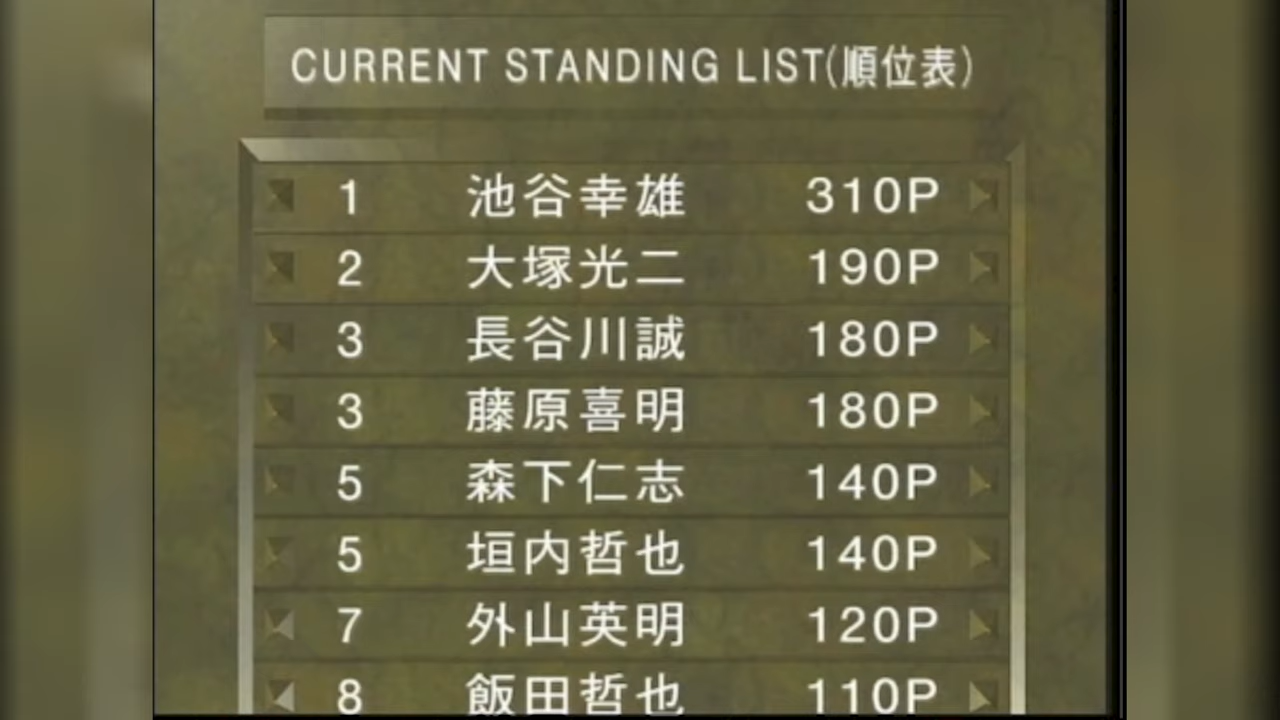 CURRENT STANDING LIST(順位表)
1 池谷幸雄 310P
2 大塚光二 190P
3 長谷川誠 180P
3 藤原喜明 180P
5 森下仁志 140P
5 垣内哲也 140P
7 外山英明 120P
8 飯田哲也 110P